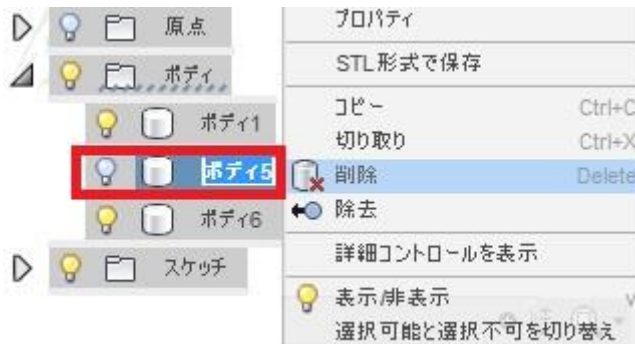 原点
ボディ
ボディ1
ボディ5
ボディ6
スケッチ
プロパティ
STL形式で保存
コピー Ctrl+C
切り取り Ctrl+X
削除 Delete
除去
詳細コントロールを表示
表示/非表示 V
選択可能と選択不可を切り替え